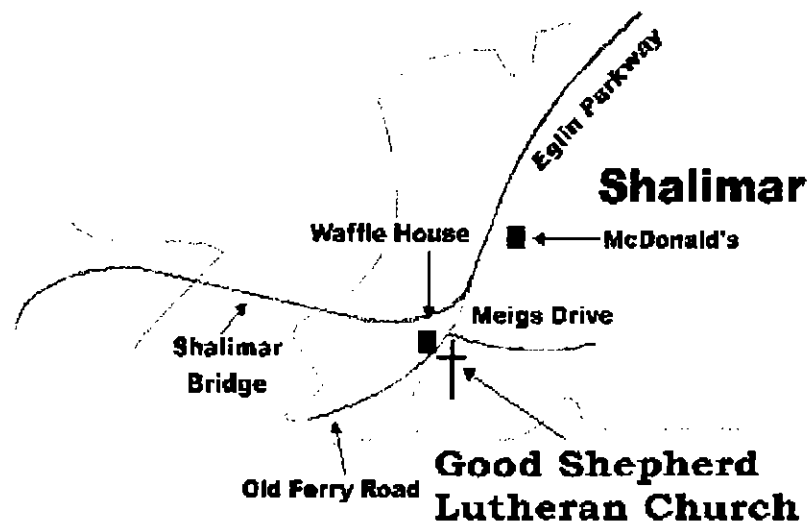 Eglin Parkway
Shalimar
Waffle House
McDonald's
Meigs Drive
Shalimar
Bridge
Old Ferry Road
Good Shepherd
Lutheran Church